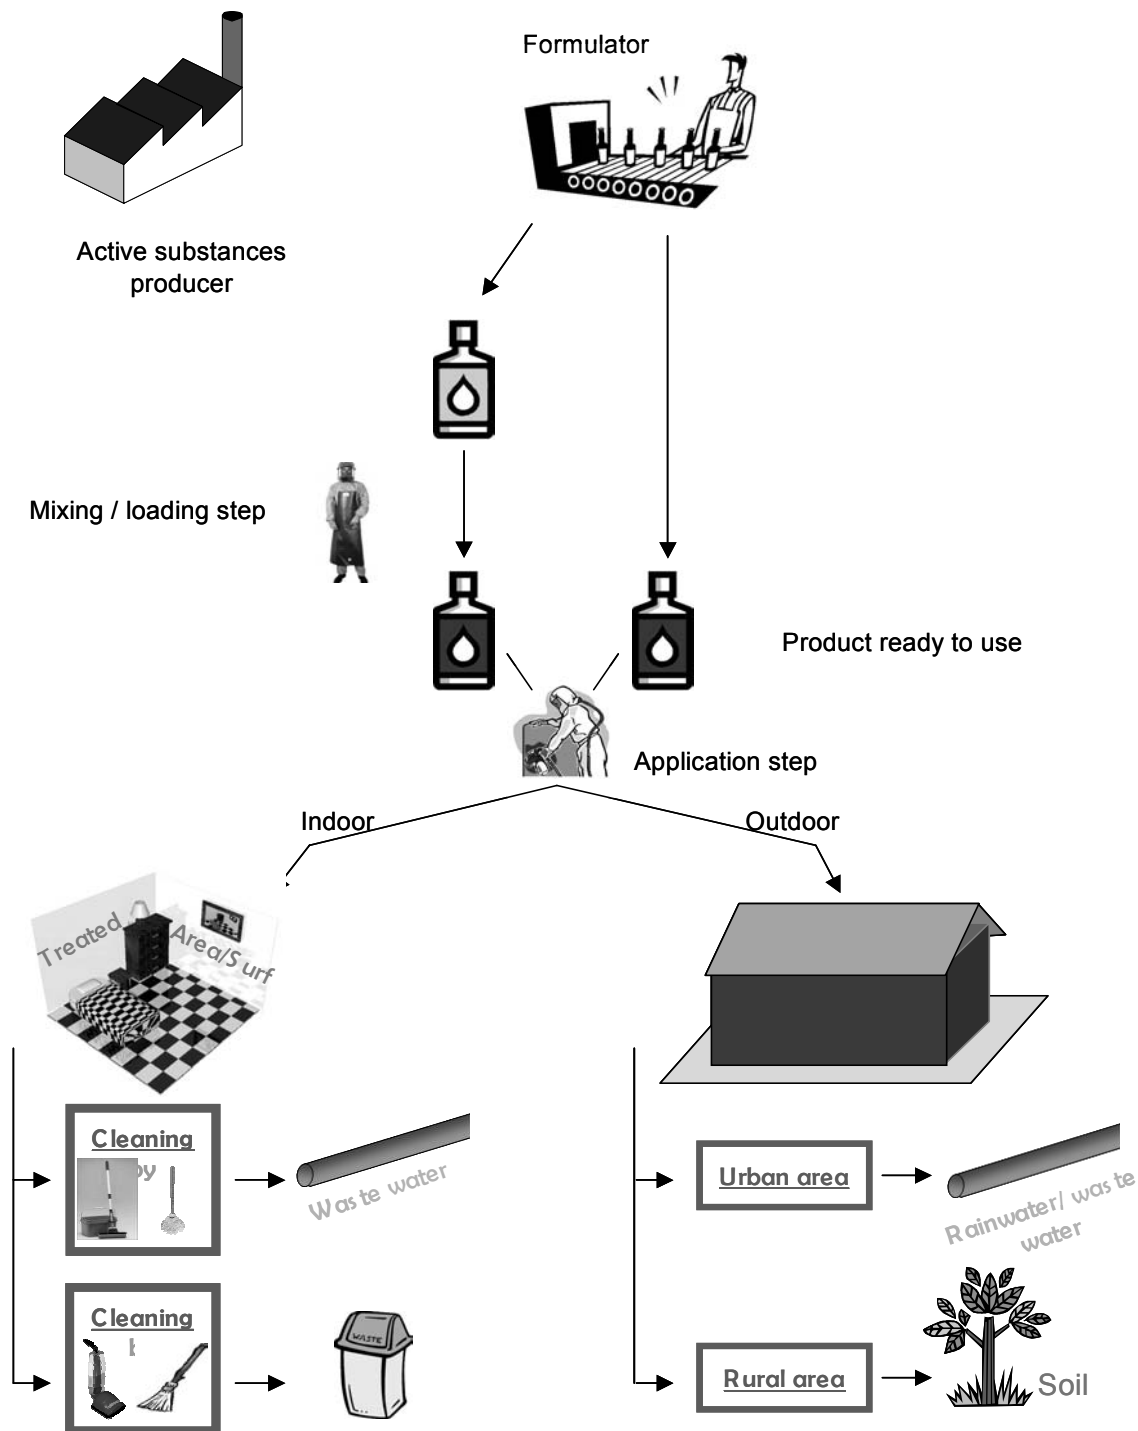 Formulator
Active substances
producer
Mixing / loading step
Product ready to use
Application step
Indoor
Outdoor
Treated
Area/Surf
Cleaning
by
Waste water
Urban area
Rainwater/ waste
water
Cleaning
WASTE
Rural area
Soil